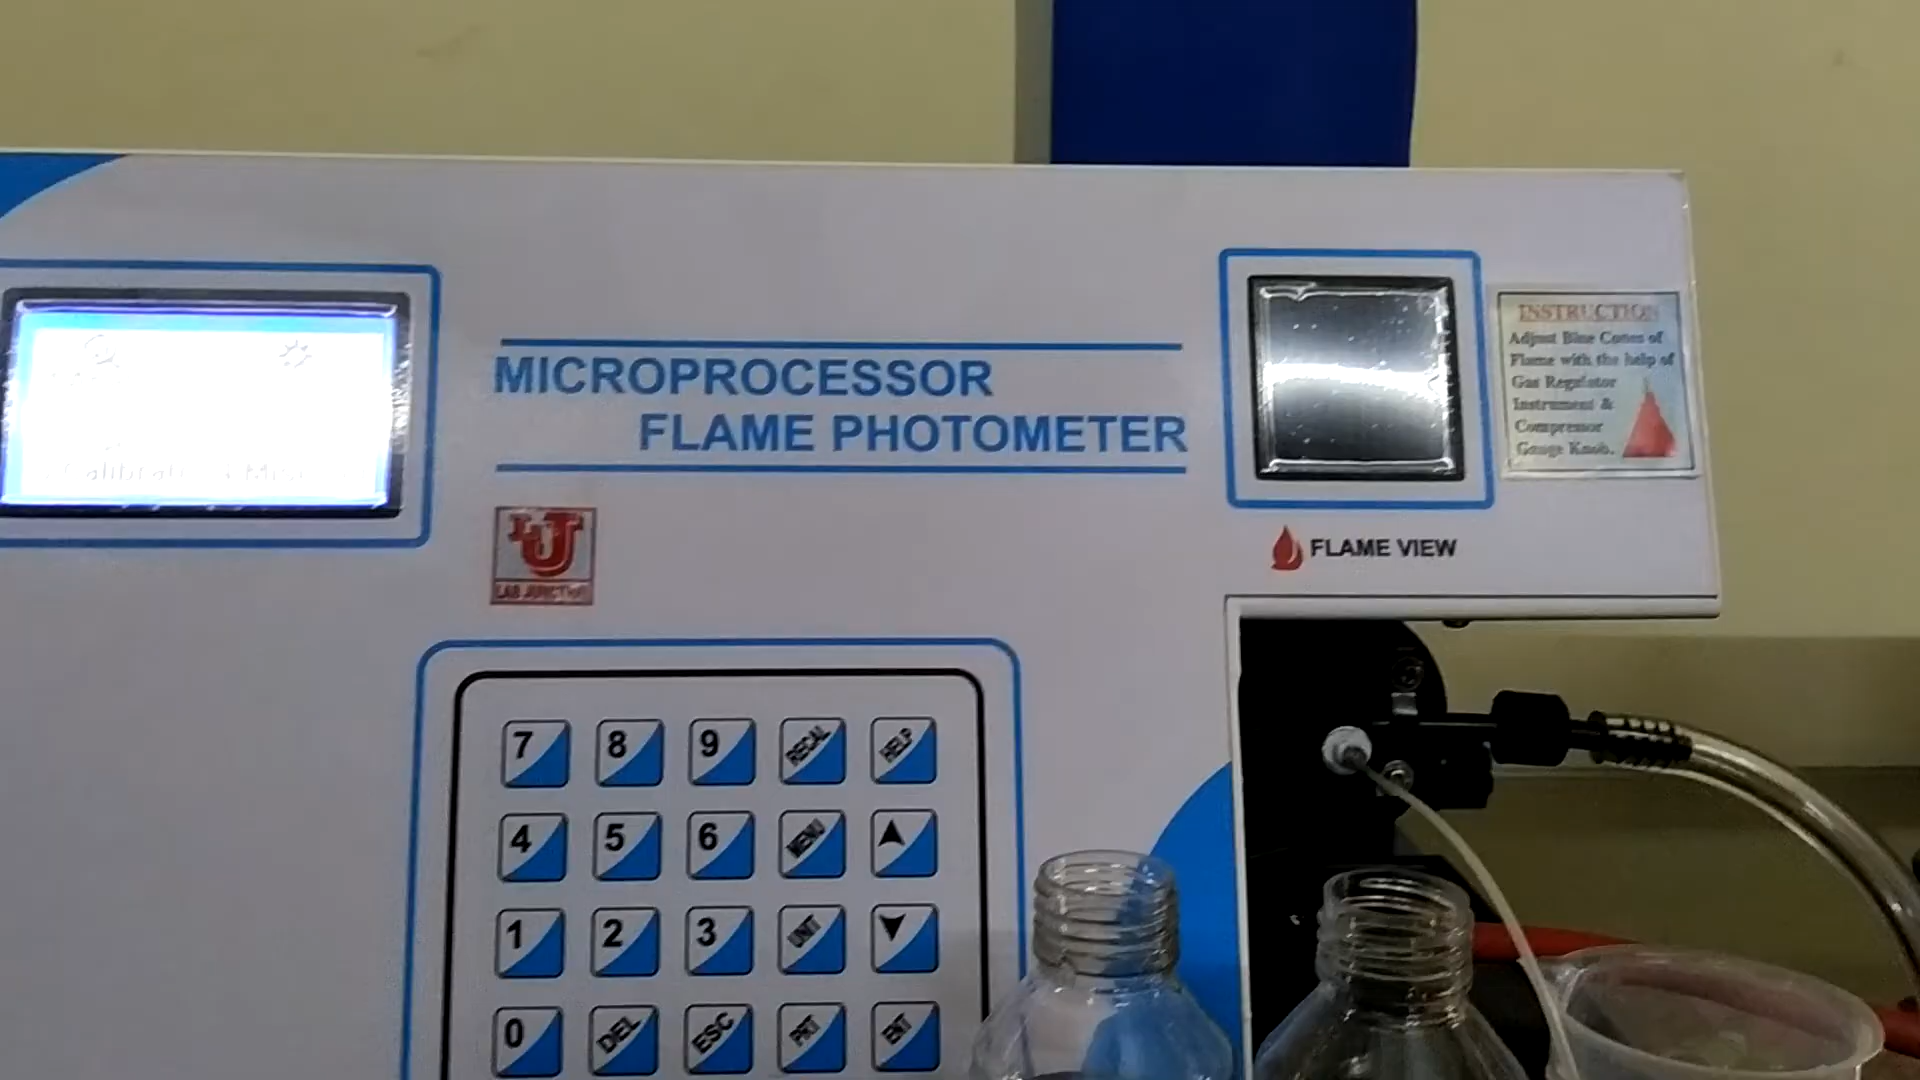 MICROPROCESSOR
FLAME PHOTOMETER
INSTRUCTION
Adjust Blue Cones of
Flame with the help of
Gas Regulator
Instrument &
Compressor
Gauge Knob.
LAB JUNCTION
FLAME VIEW
7 8 9 RECAL HELP
4 5 6 MENU
1 2 3 UNIT
0 DEL ESC PRT ENT